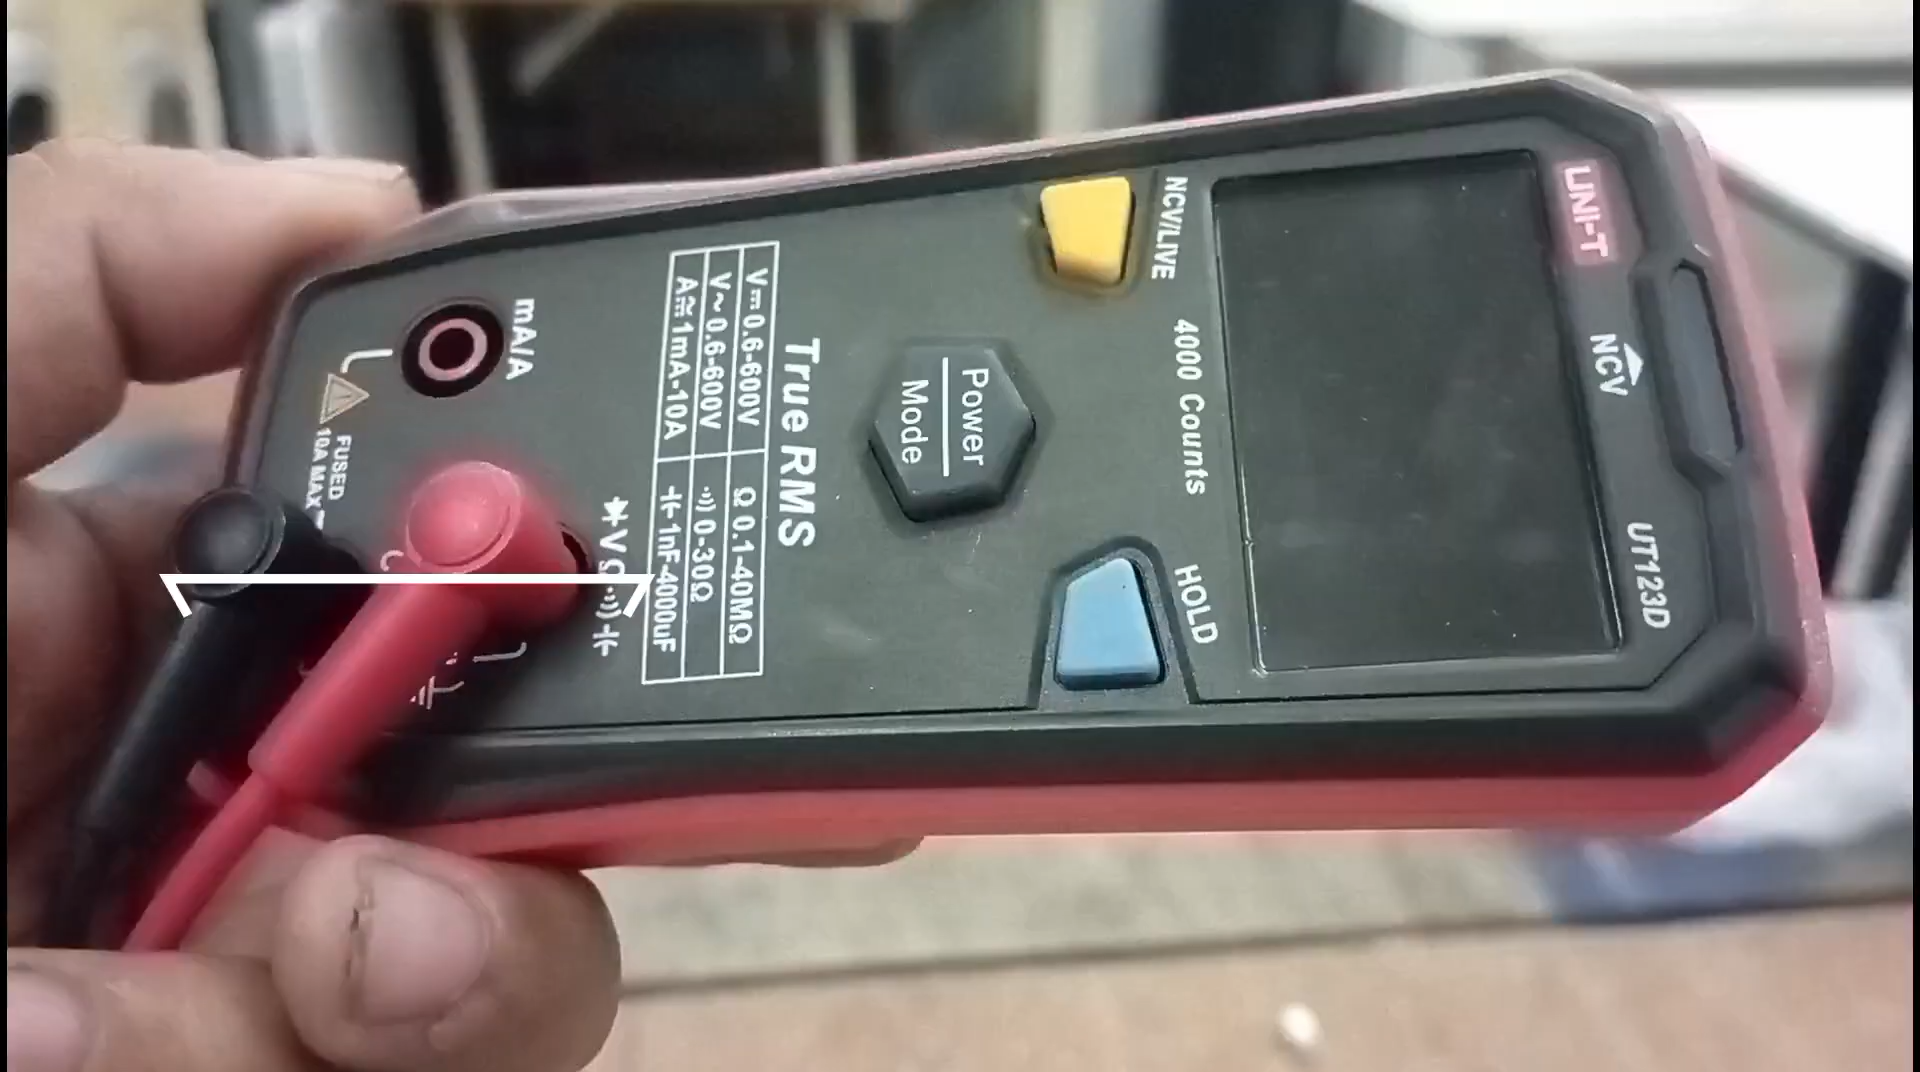 UNI-T
NCV
UT123D
NCV/LIVE
4000 Counts
HOLD
Power
Mode
True RMS
V⎓0.6-600V
Ω 0.1-40MΩ
V~0.6-600V
·))) 0-30Ω
A≂1mA-10A
⊣⊢1nF-4000uF
mA/A
VΩ·)))⊣⊢
FUSED
10A MAX